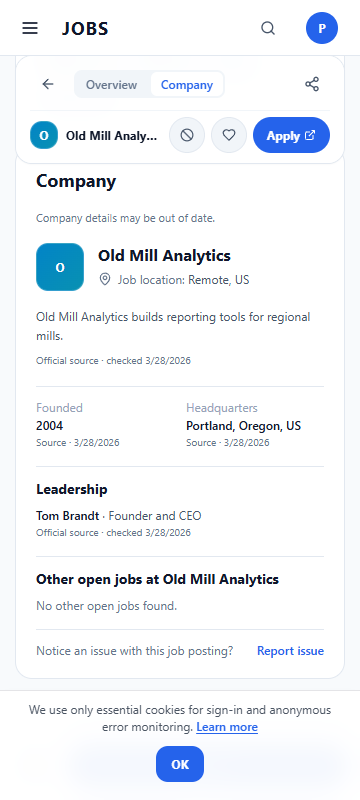 JOBS
P
Overview
Company
O
Old Mill Analy...
Apply
Company
Company details may be out of date.
O
Old Mill Analytics
Job location: Remote, US
Old Mill Analytics builds reporting tools for regional
mills.
Official source · checked 3/28/2026
Founded
2004
Source · 3/28/2026
Headquarters
Portland, Oregon, US
Source · 3/28/2026
Leadership
Tom Brandt · Founder and CEO
Official source · checked 3/28/2026
Other open jobs at Old Mill Analytics
No other open jobs found.
Notice an issue with this job posting?
Report issue
We use only essential cookies for sign-in and anonymous
error monitoring. Learn more
OK